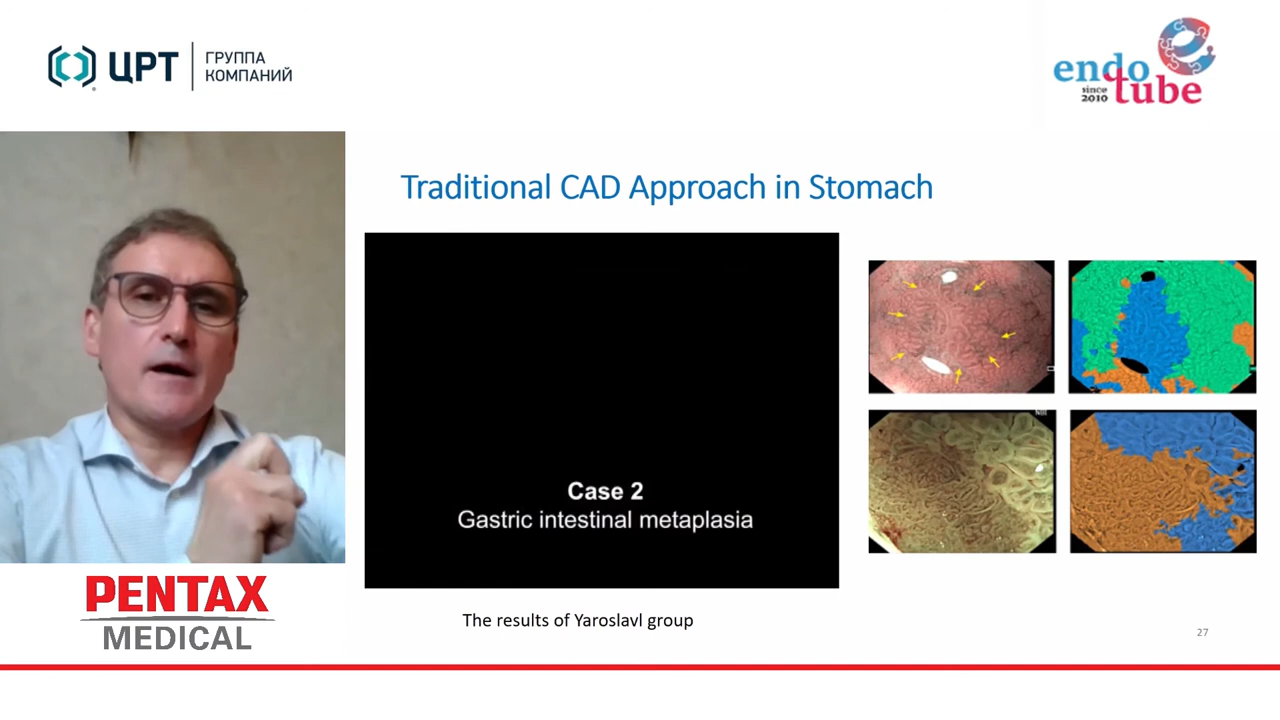 ЦРТ
ГРУППА
КОМПАНИЙ
endo
since
2010
tube
Traditional CAD Approach in Stomach
NBI
Case 2
Gastric intestinal metaplasia
The results of Yaroslavl group
PENTAX
MEDICAL
27